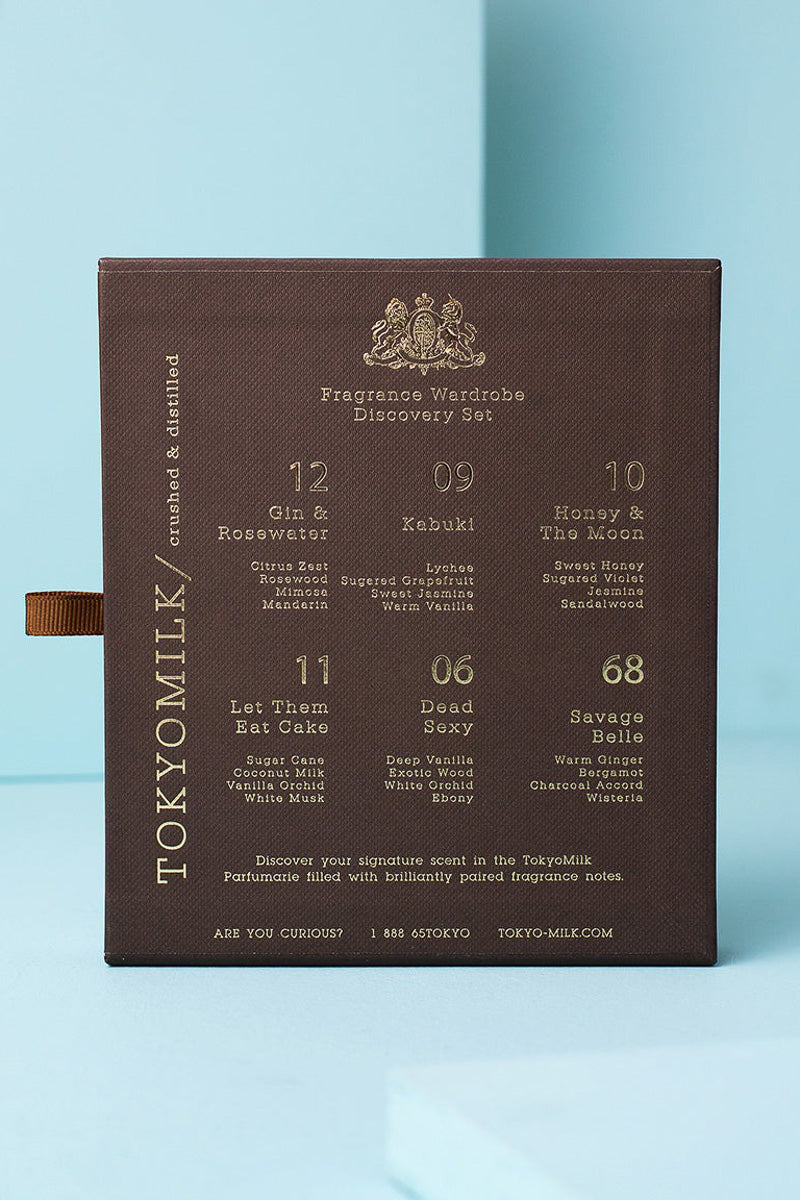 TOKYOMILK/ crushed & distilled
Fragrance Wardrobe
Discovery Set
12
Gin &
Rosewater
Citrus Zest
Rosewood
Mimosa
Mandarin
09
Kabuki
Lychee
Sugared Grapefruit
Sweet Jasmine
Warm Vanilla
10
Honey &
The Moon
Sweet Honey
Sugared Violet
Jasmine
Sandalwood
11
Let Them
Eat Cake
Sugar Cane
Coconut Milk
Vanilla Orchid
White Musk
06
Dead
Sexy
Deep Vanilla
Exotic Wood
White Orchid
Ebony
68
Savage
Belle
Warm Ginger
Bergamot
Charcoal Accord
Wisteria
Discover your signature scent in the TokyoMilk
Parfumarie filled with brilliantly paired fragrance notes.
ARE YOU CURIOUS? 1 888 65TOKYO TOKYO-MILK.COM